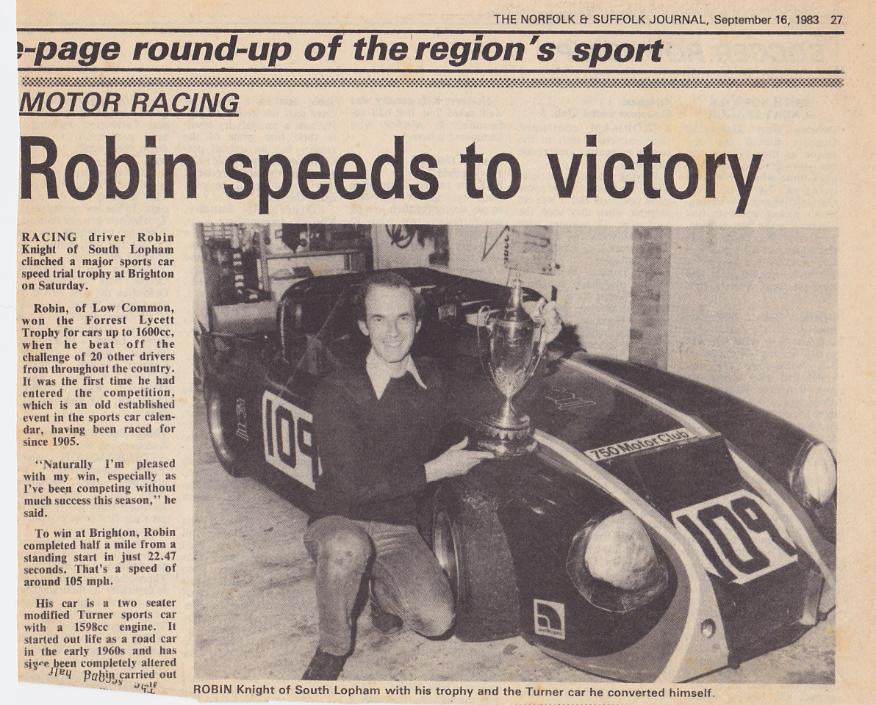 THE NORFOLK & SUFFOLK JOURNAL, September 16, 1983 27
e-page round-up of the region's sport
MOTOR RACING
Robin speeds to victory
RACING driver Robin
Knight of South Lopham
clinched a major sports car
speed trial trophy at Brighton
on Saturday.
Robin, of Low Common,
won the Forrest Lycett
Trophy for cars up to 1600cc,
when he beat off the
challenge of 20 other drivers
from throughout the country.
It was the first time he had
entered the competition,
which is an old established
event in the sports car calen-
dar, having been raced for
since 1905.
"Naturally I'm pleased
with my win, especially as
I've been competing without
much success this season," he
said.
To win at Brighton, Robin
completed half a mile from a
standing start in just 22.47
seconds. That's a speed of
around 105 mph.
His car is a two seater
modified Turner sports car
with a 1598cc engine. It
started out life as a road car
in the early 1960s and has
been completely altered
Robin carried out
half
109
750 Motor Club
109
ROBIN Knight of South Lopham with his trophy and the Turner car he converted himself.